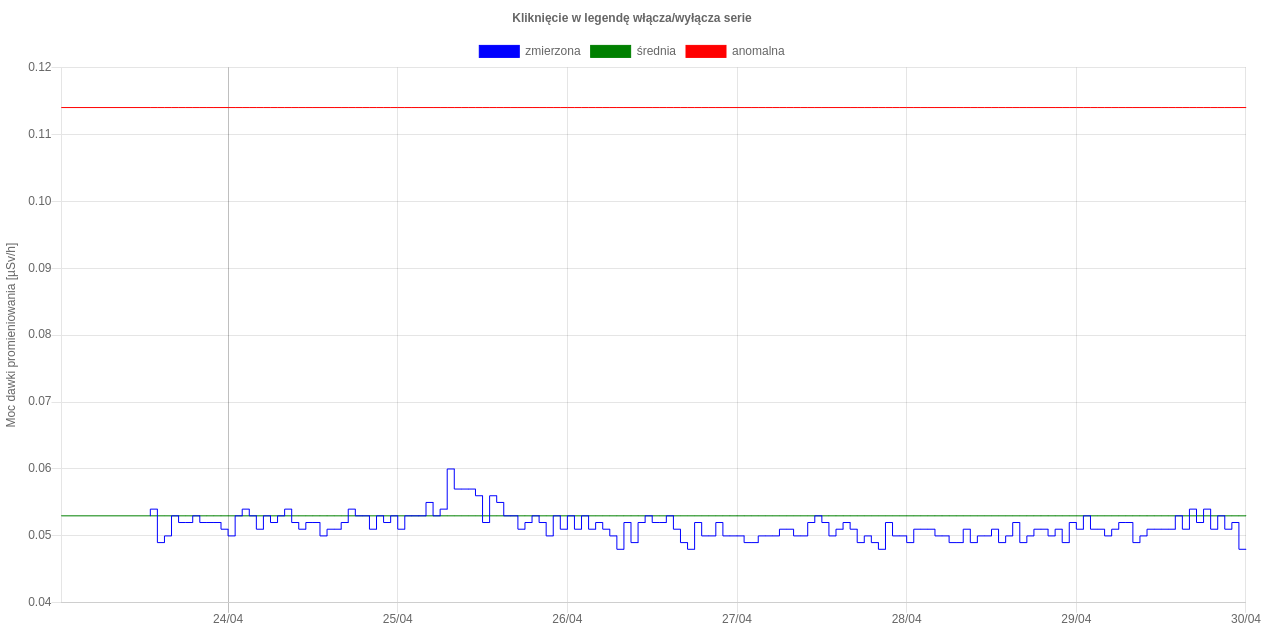 Kliknięcie w legendę włącza/wyłącza serie
zmierzona średnia anomalna
Moc dawki promieniowania [µSv/h]
0.12
0.11
0.10
0.09
0.08
0.07
0.06
0.05
0.04
24/04 25/04 26/04 27/04 28/04 29/04 30/04